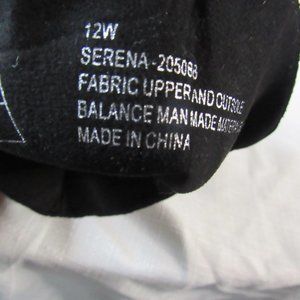 12W
SERENA-205088
FABRIC UPPER AND OUTSOLE
BALANCE MAN MADE
MADE IN CHINA